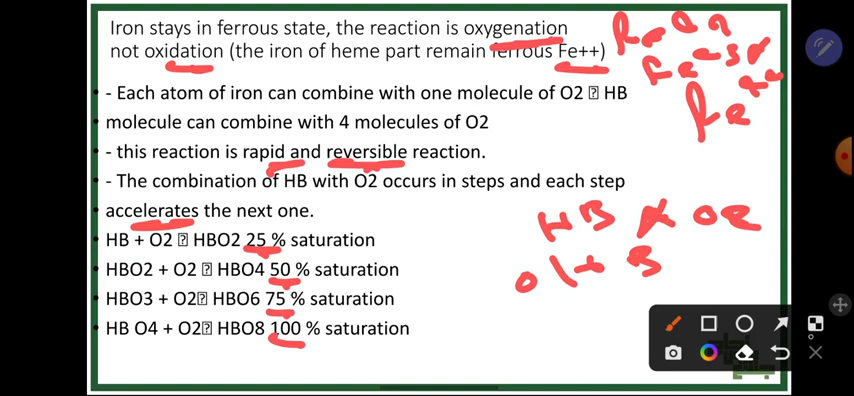 Iron stays in ferrous state, the reaction is oxygenation
not oxidation (the iron of heme part remain ferrous Fe++)
• - Each atom of iron can combine with one molecule of O2 HB
• molecule can combine with 4 molecules of O2
• - this reaction is rapid and reversible reaction.
• - The combination of HB with O2 occurs in steps and each step
• accelerates the next one.
• HB + O2 HBO2 25 % saturation
• HBO2 + O2 HBO4 50 % saturation
• HBO3 + O2 HBO6 75 % saturation
• HB O4 + O2 HBO8 100 % saturation
HB